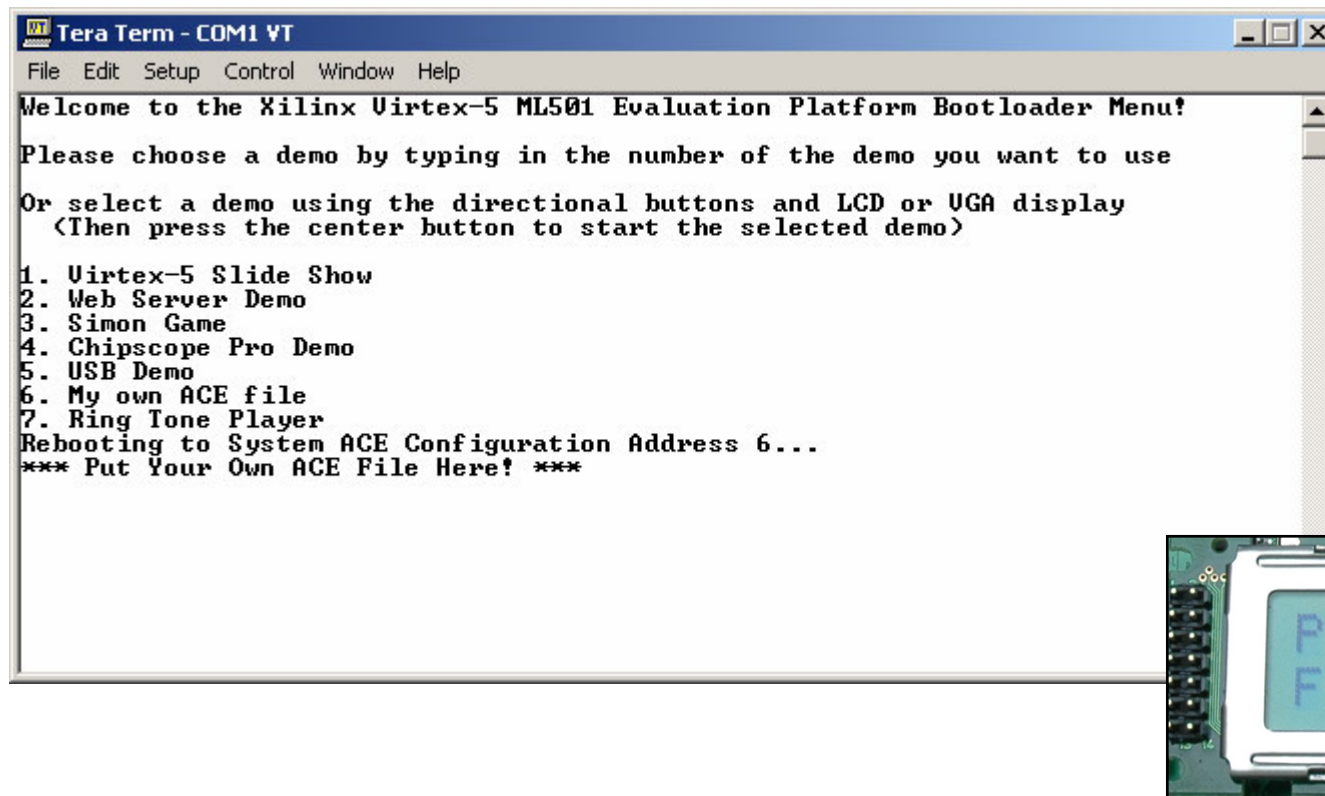 Tera Term - COM1 VT
File Edit Setup Control Window Help
Welcome to the Xilinx Virtex-5 ML501 Evaluation Platform Bootloader Menu!
Please choose a demo by typing in the number of the demo you want to use
Or select a demo using the directional buttons and LCD or VGA display
(Then press the center button to start the selected demo)
1. Virtex-5 Slide Show
2. Web Server Demo
3. Simon Game
4. Chipscope Pro Demo
5. USB Demo
6. My own ACE file
7. Ring Tone Player
Rebooting to System ACE Configuration Address 6...
*** Put Your Own ACE File Here! ***
P
F